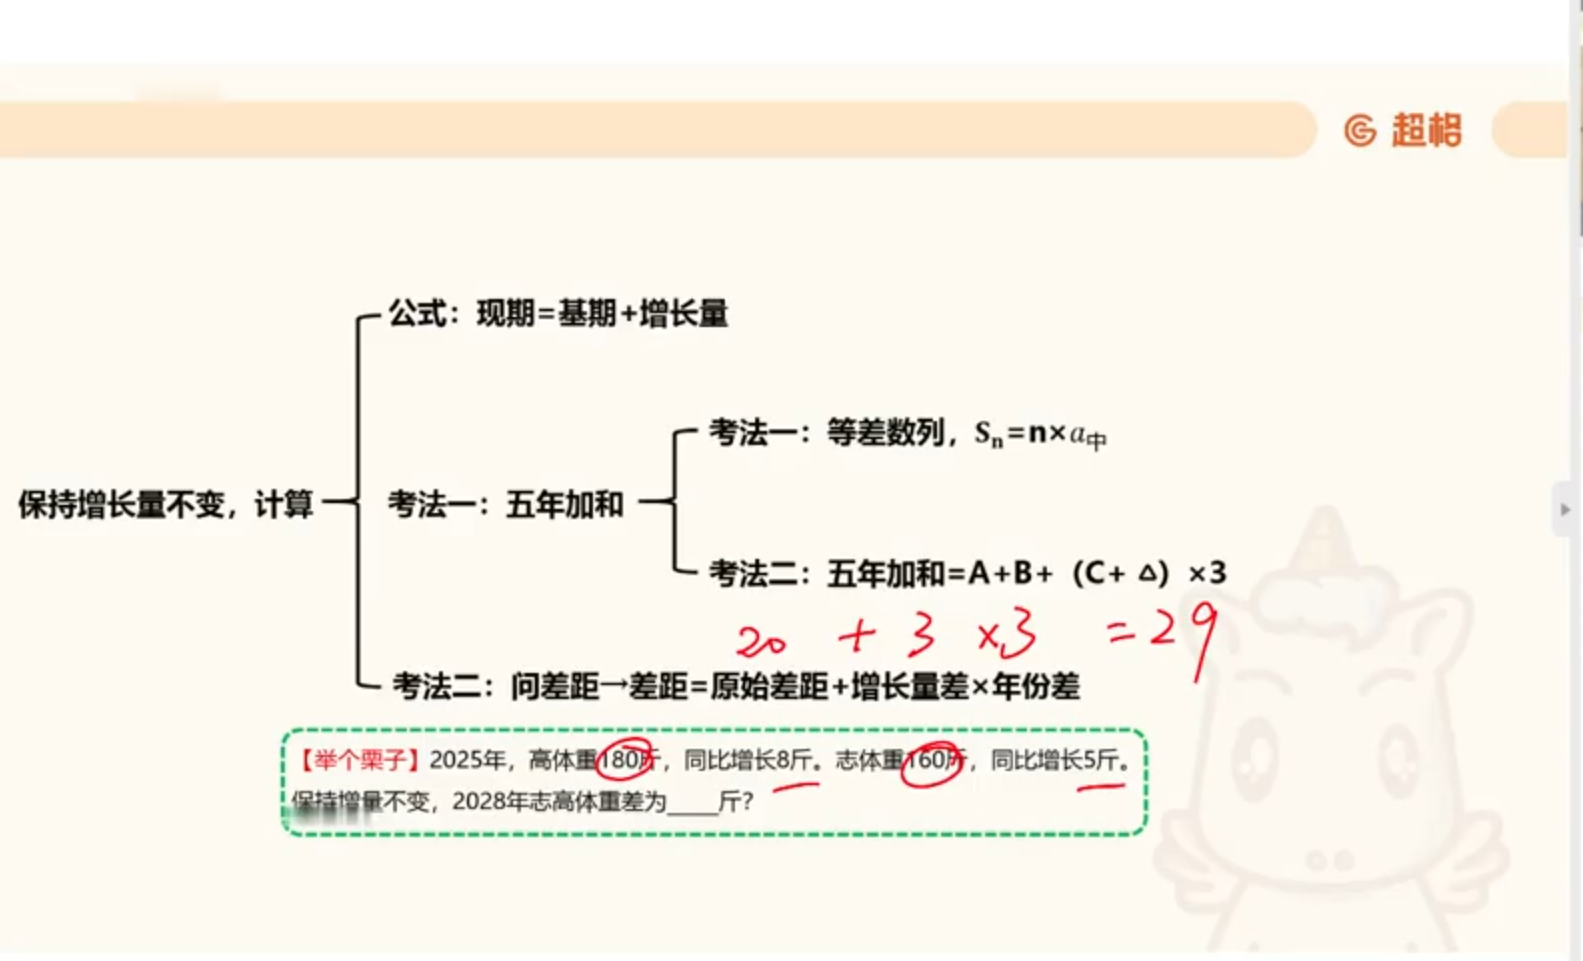 超格
公式：现期=基期+增长量
考法一：等差数列，Sn=n×a中
保持增长量不变，计算
考法一：五年加和
考法二：五年加和=A+B+（C+ △）×3
20 + 3 ×3 =29
考法二：问差距→差距=原始差距+增长量差×年份差
【举个栗子】2025年，高体重180斤，同比增长8斤。志体重160斤，同比增长5斤。
保持增量不变，2028年志高体重差为____斤？